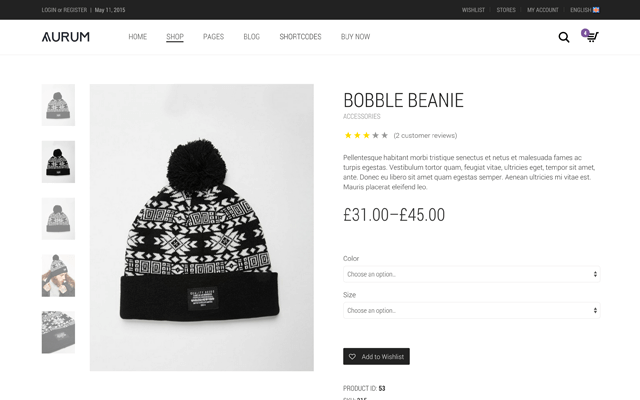 LOGIN or REGISTER | May 11, 2015
WISHLIST | STORES | MY ACCOUNT | ENGLISH
AURUM
HOME SHOP PAGES BLOG SHORTCODES BUY NOW
4
BOBBLE BEANIE
ACCESSORIES
(2 customer reviews)
Pellentesque habitant morbi tristique senectus et netus et malesuada fames ac
turpis egestas. Vestibulum tortor quam, feugiat vitae, ultricies eget, tempor sit amet,
ante. Donec eu libero sit amet quam egestas semper. Aenean ultricies mi vitae est.
Mauris placerat eleifend leo.
£31.00–£45.00
Color
Choose an option..
Size
Choose an option..
Add to Wishlist
PRODUCT ID: 53